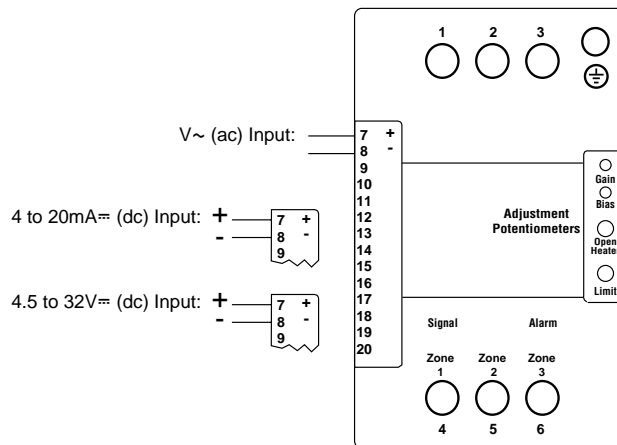 1 2 3
V~ (ac) Input:
7 +
8 -
9
10
11
12
13
14
15
16
17
18
19
20
4 to 20mA⎓ (dc) Input: +
-
7 +
8 -
9
4.5 to 32V⎓ (dc) Input: +
-
7 +
8 -
9
Adjustment
Potentiometers
Gain
Bias
Open
Heater
Limit
Signal Alarm
Zone Zone Zone
1 2 3
4 5 6